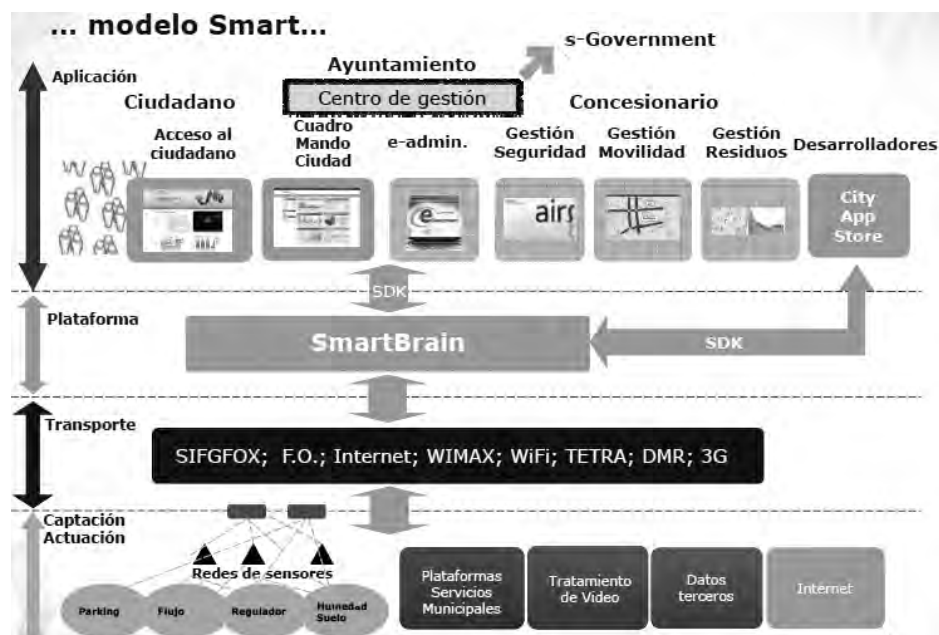 ... modelo Smart...
s-Government
Aplicación
Ayuntamiento
Centro de gestión
Ciudadano
Concesionario
Acceso al
ciudadano
Cuadro
Mando
Ciudad
e-admin.
Gestión
Seguridad
Gestión
Movilidad
Gestión
Residuos
Desarrolladores
e
City
App
Store
SDK
Plataforma
SmartBrain
SDK
Transporte
SIFGFOX; F.O.; Internet; WIMAX; WiFi; TETRA; DMR; 3G
Captación
Actuación
Redes de sensores
Parking
Flujo
Regulador
Humedad
Suelo
Plataformas
Servicios
Municipales
Tratamiento
de Video
Datos
terceros
Internet